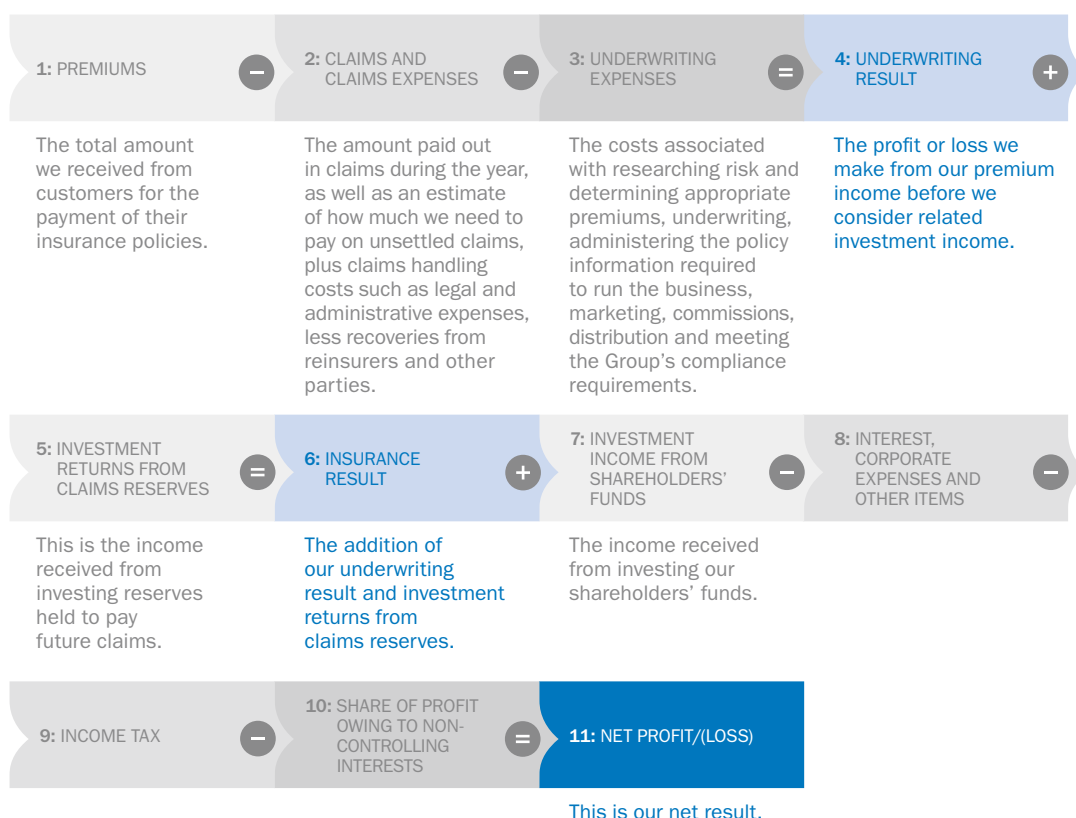 1: PREMIUMS
−
2: CLAIMS AND
CLAIMS EXPENSES
−
3: UNDERWRITING
EXPENSES
=
4: UNDERWRITING
RESULT
+
The total amount
we received from
customers for the
payment of their
insurance policies.
The amount paid out
in claims during the year,
as well as an estimate
of how much we need to
pay on unsettled claims,
plus claims handling
costs such as legal and
administrative expenses,
less recoveries from
reinsurers and other
parties.
The costs associated
with researching risk and
determining appropriate
premiums, underwriting,
administering the policy
information required
to run the business,
marketing, commissions,
distribution and meeting
the Group’s compliance
requirements.
The profit or loss we
make from our premium
income before we
consider related
investment income.
5: INVESTMENT
RETURNS FROM
CLAIMS RESERVES
=
6: INSURANCE
RESULT
+
7: INVESTMENT
INCOME FROM
SHAREHOLDERS’
FUNDS
−
8: INTEREST,
CORPORATE
EXPENSES AND
OTHER ITEMS
−
This is the income
received from
investing reserves
held to pay
future claims.
The addition of
our underwriting
result and investment
returns from
claims reserves.
The income received
from investing our
shareholders’ funds.
9: INCOME TAX
−
10: SHARE OF PROFIT
OWING TO NON-
CONTROLLING
INTERESTS
=
11: NET PROFIT/(LOSS)
This is our net result.